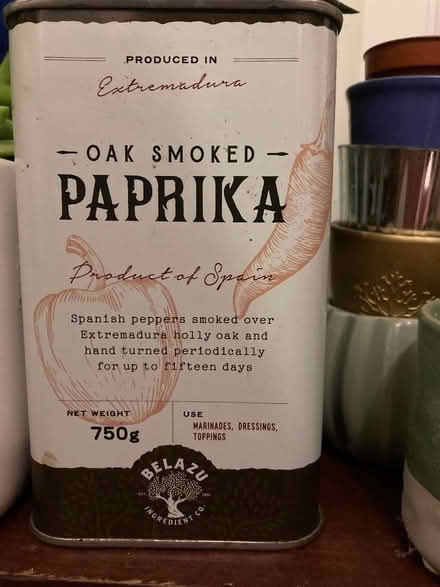 PRODUCED IN
Extremadura
OAK SMOKED
PAPRIKA
Product of Spain
Spanish peppers smoked over
Extremadura holly oak and
hand turned periodically
for up to fifteen days
NET WEIGHT
750g
USE
MARINADES, DRESSINGS,
TOPPINGS
BELAZU
INGREDIENT CO.